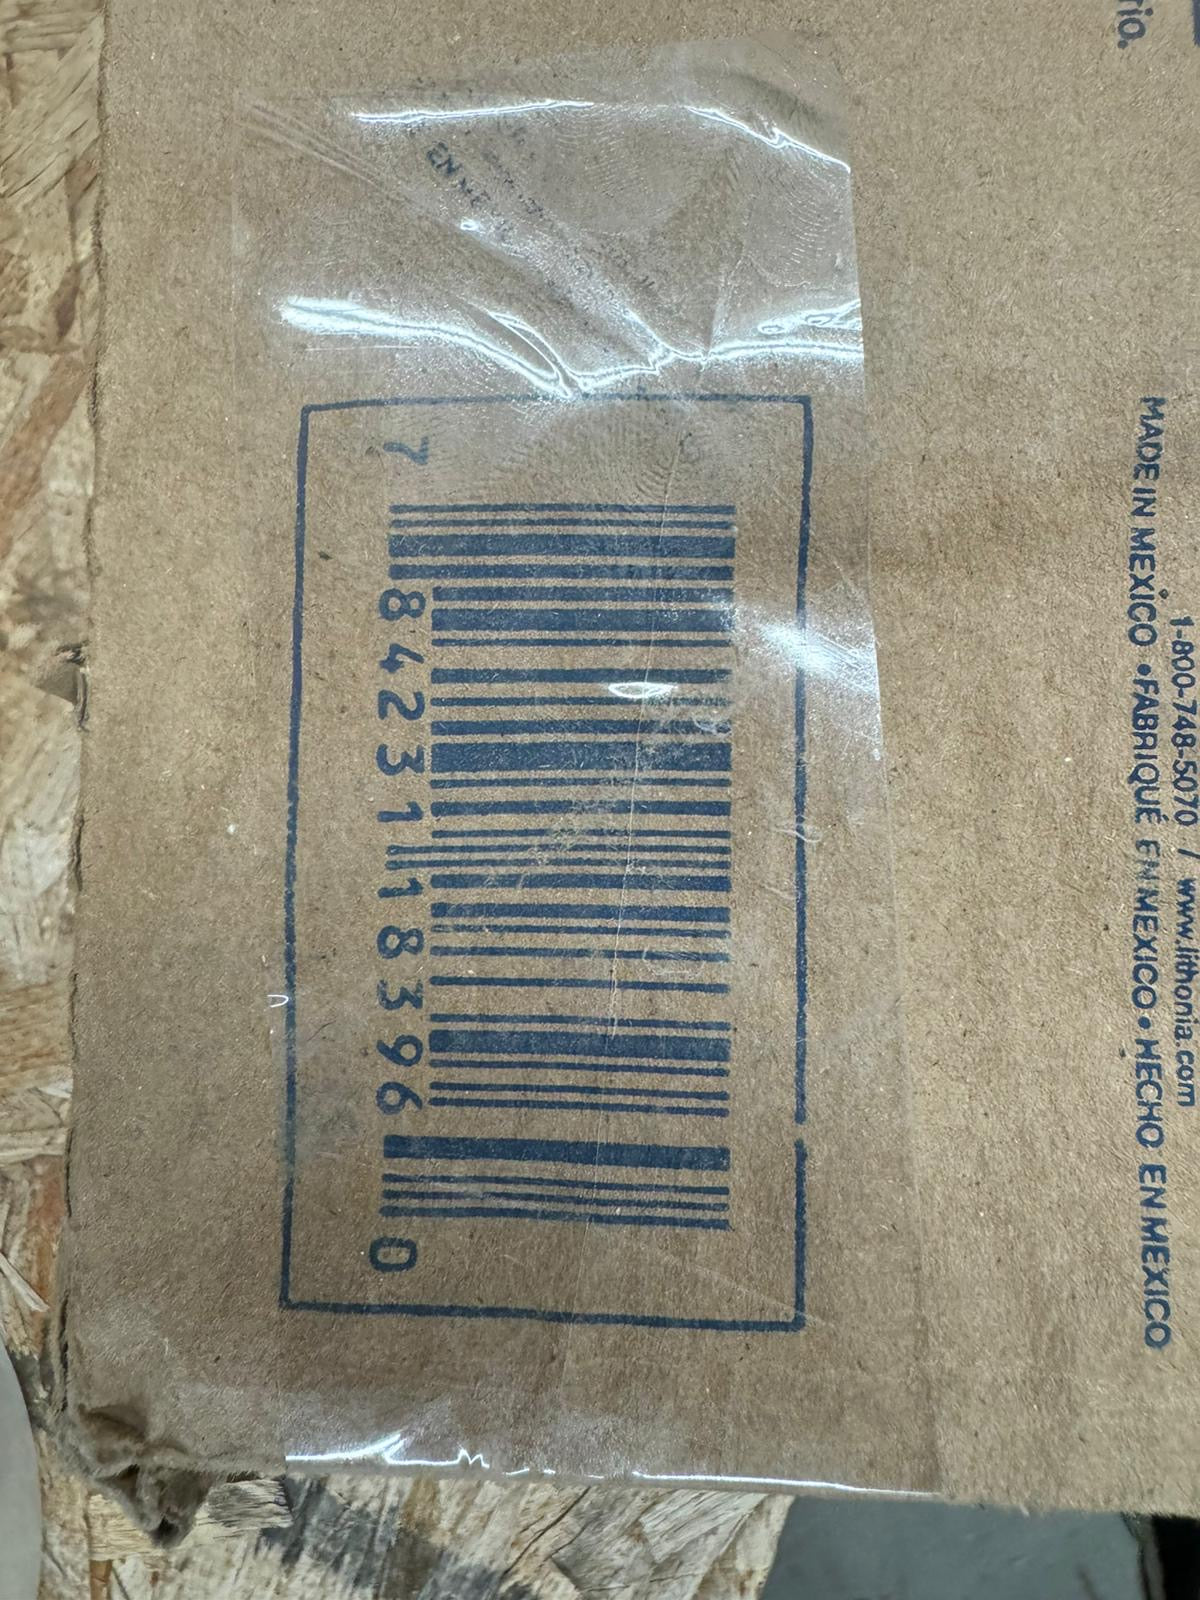 rio.
1-800-748-5070 / www.lithonia.com
MADE IN MEXICO • FABRIQUÉ EN MEXICO • HECHO EN MEXICO
7 84231 18396 0